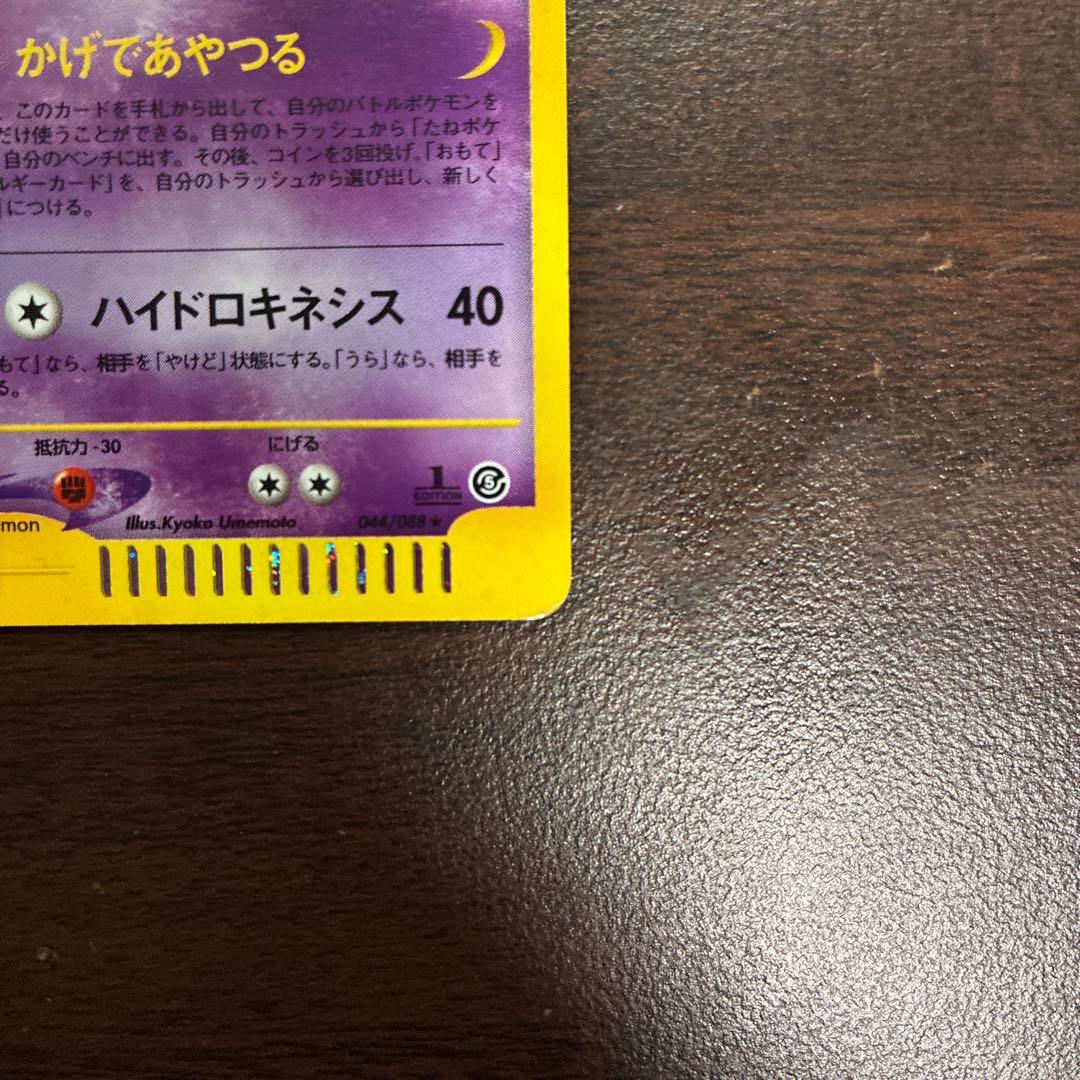 かげであやつる
、このカードを手札から出して、自分のバトルポケモンを
だけ使うことができる。自分のトラッシュから「たねポケ
自分のベンチに出す。その後、コインを3回投げ、「おもて」
ルギーカード」を、自分のトラッシュから選び出し、新しく
」につける。
ハイドロキネシス 40
もて」なら、相手を「やけど」状態にする。「うら」なら、相手を
る。
抵抗力 -30 にげる
1 EDITION
mon Illus.Kyoko Umemoto 044/088 ★